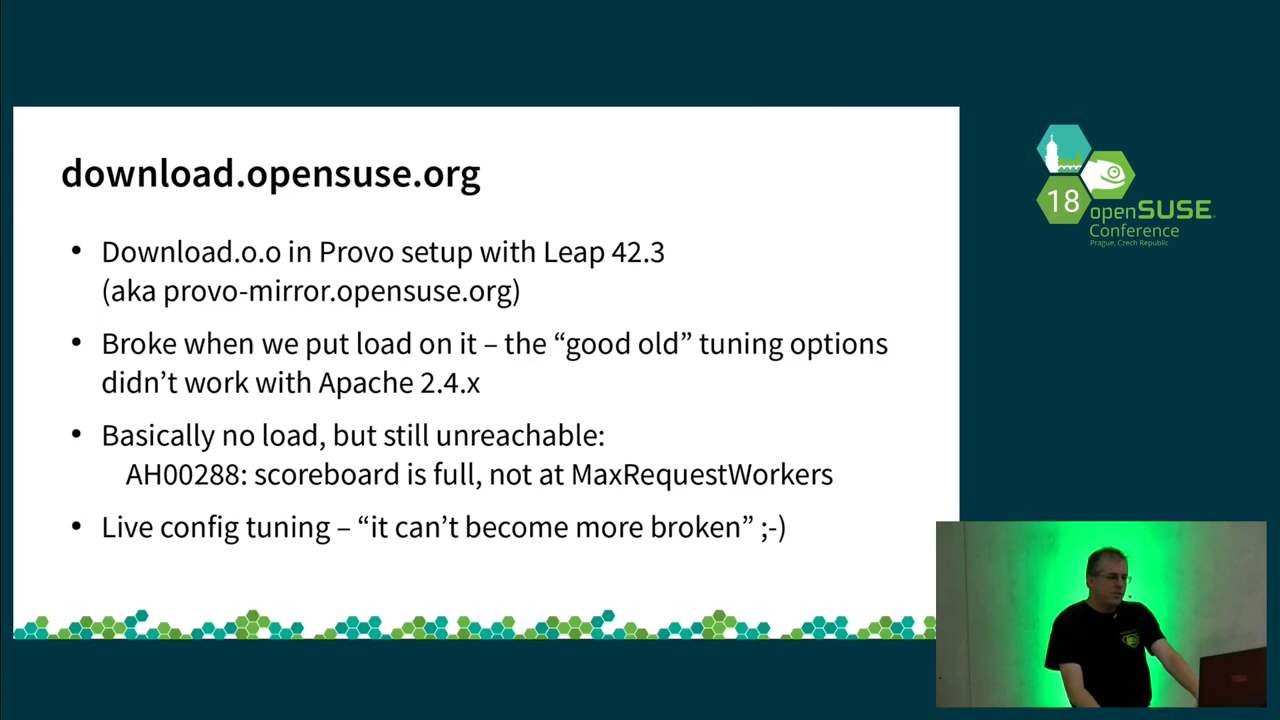 download.opensuse.org
• Download.o.o in Provo setup with Leap 42.3
(aka provo-mirror.opensuse.org)
• Broke when we put load on it – the “good old” tuning options
didn’t work with Apache 2.4.x
• Basically no load, but still unreachable:
AH00288: scoreboard is full, not at MaxRequestWorkers
• Live config tuning – “it can’t become more broken” ;-)
18
openSUSE
Conference
Prague, Czech Republic